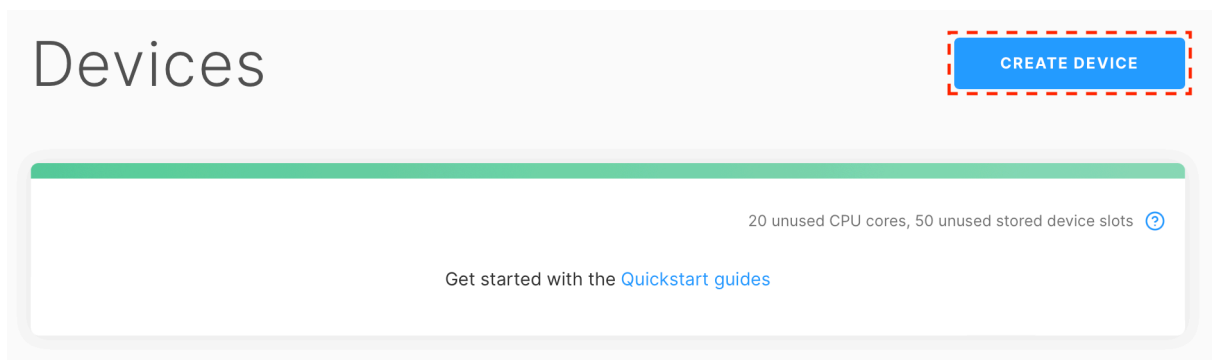 Devices
CREATE DEVICE
20 unused CPU cores, 50 unused stored device slots
Get started with the Quickstart guides